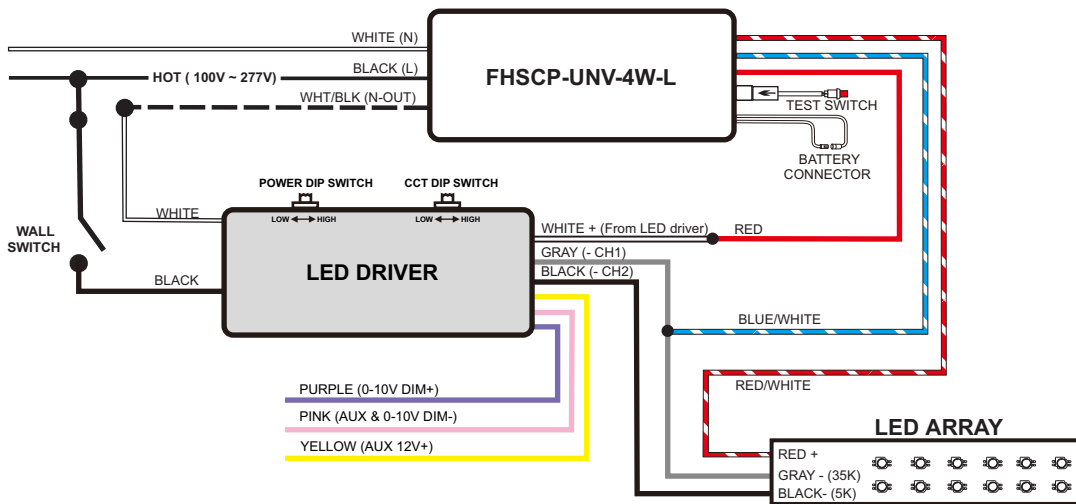 WHITE (N)
HOT ( 100V ~ 277V)
BLACK (L)
WHT/BLK (N-OUT)
FHSCP-UNV-4W-L
TEST SWITCH
BATTERY
CONNECTOR
POWER DIP SWITCH
LOW
HIGH
CCT DIP SWITCH
LOW
HIGH
WHITE
WALL
SWITCH
BLACK
LED DRIVER
WHITE + (From LED driver)
RED
GRAY (- CH1)
BLACK (- CH2)
BLUE/WHITE
RED/WHITE
PURPLE (0-10V DIM+)
PINK (AUX & 0-10V DIM-)
YELLOW (AUX 12V+)
LED ARRAY
RED +
GRAY - (35K)
BLACK- (5K)